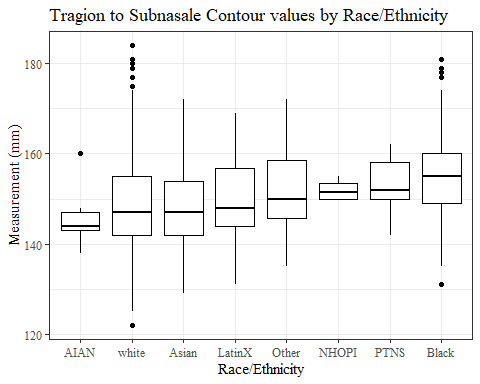 Tragion to Subnasale Contour values by Race/Ethnicity
Measurement (mm)
180
160
140
120
AIAN white Asian LatinX Other NHOPI PTNS Black
Race/Ethnicity